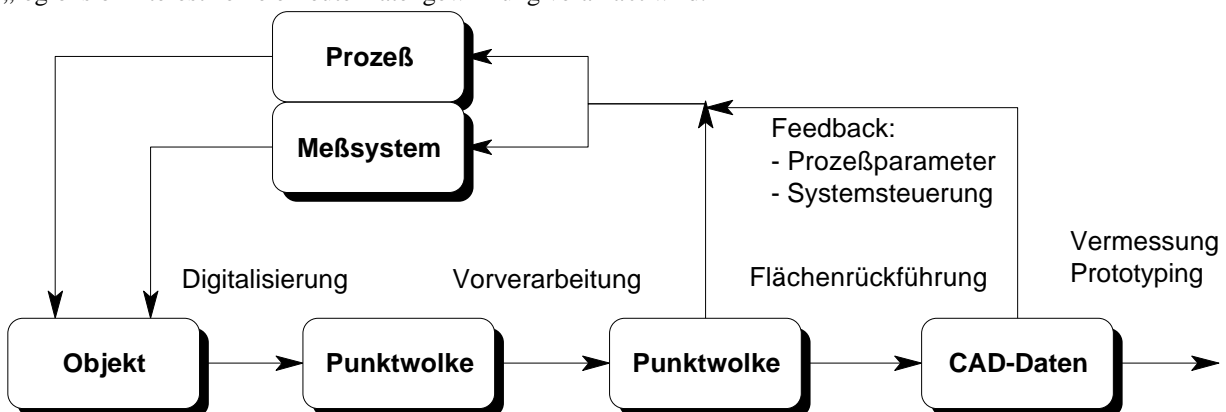 Prozeß
Meßsystem
Feedback:
- Prozeßparameter
- Systemsteuerung
Vermessung
Prototyping
Digitalisierung
Vorverarbeitung
Flächenrückführung
Objekt
Punktwolke
Punktwolke
CAD-Daten